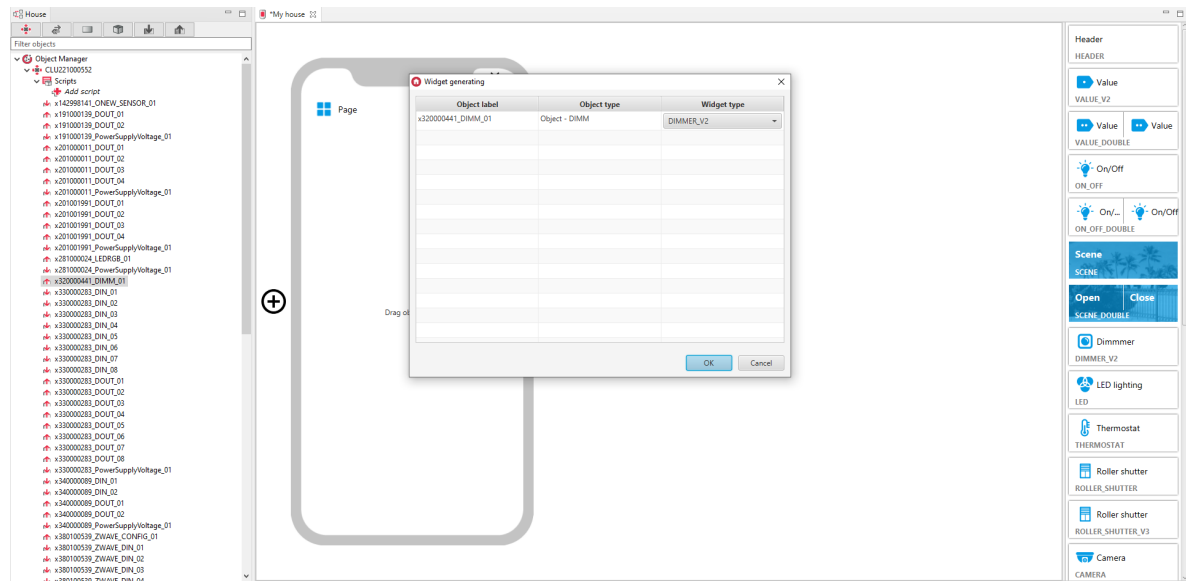 House
*My house
Filter objects
Object Manager
CLU221000552
Scripts
Add script
x142998141_ONEW_SENSOR_01
x191000139_DOUT_01
x191000139_DOUT_02
x191000139_PowerSupplyVoltage_01
x201000011_DOUT_01
x201000011_DOUT_02
x201000011_DOUT_03
x201000011_DOUT_04
x201000011_PowerSupplyVoltage_01
x201001991_DOUT_01
x201001991_DOUT_02
x201001991_DOUT_03
x201001991_DOUT_04
x201001991_PowerSupplyVoltage_01
x281000024_LEDRGB_01
x281000024_PowerSupplyVoltage_01
x320000441_DIMM_01
x330000283_DIN_01
x330000283_DIN_02
x330000283_DIN_03
x330000283_DIN_04
x330000283_DIN_05
x330000283_DIN_06
x330000283_DIN_07
x330000283_DIN_08
x330000283_DOUT_01
x330000283_DOUT_02
x330000283_DOUT_03
x330000283_DOUT_04
x330000283_DOUT_05
x330000283_DOUT_06
x330000283_DOUT_07
x330000283_DOUT_08
x330000283_PowerSupplyVoltage_01
x340000089_DIN_01
x340000089_DIN_02
x340000089_DOUT_01
x340000089_DOUT_02
x340000089_PowerSupplyVoltage_01
x380100539_ZWAVE_CONFIG_01
x380100539_ZWAVE_DIN_01
x380100539_ZWAVE_DIN_02
x380100539_ZWAVE_DIN_03
x380100539_ZWAVE_DIN_04
Page
Drag
Widget generating
Object label Object type Widget type
x320000441_DIMM_01 Object - DIMM DIMMER_V2
OK Cancel
Header
HEADER
Value
VALUE_V2
Value Value
VALUE_DOUBLE
On/Off
ON_OFF
On/... On/Off
ON_OFF_DOUBLE
Scene
SCENE
Open Close
SCENE_DOUBLE
Dimmmer
DIMMER_V2
LED lighting
LED
Thermostat
THERMOSTAT
Roller shutter
ROLLER_SHUTTER
Roller shutter
ROLLER_SHUTTER_V3
Camera
CAMERA